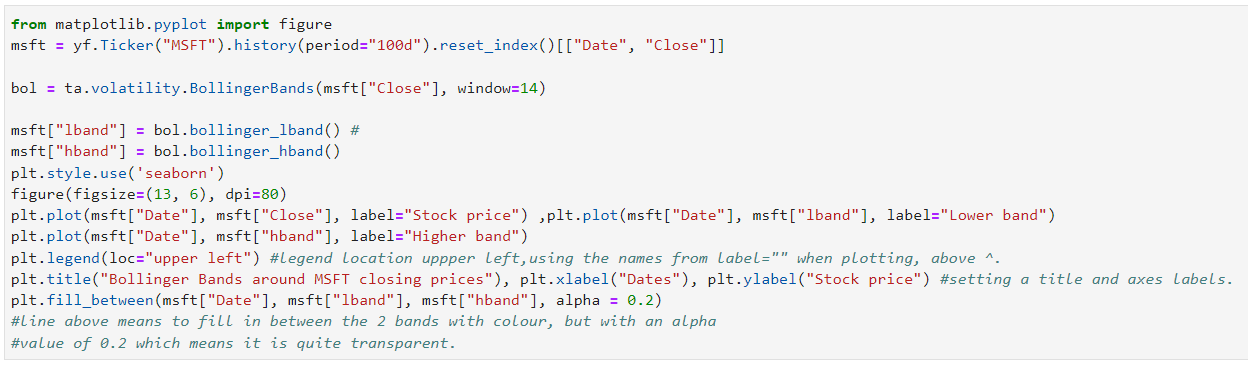 from matplotlib.pyplot import figure
msft = yf.Ticker("MSFT").history(period="100d").reset_index()[["Date", "Close"]]
bol = ta.volatility.BollingerBands(msft["Close"], window=14)
msft["lband"] = bol.bollinger_lband() #
msft["hband"] = bol.bollinger_hband()
plt.style.use('seaborn')
figure(figsize=(13, 6), dpi=80)
plt.plot(msft["Date"], msft["Close"], label="Stock price") ,plt.plot(msft["Date"], msft["lband"], label="Lower band")
plt.plot(msft["Date"], msft["hband"], label="Higher band")
plt.legend(loc="upper left") #legend location uppper left,using the names from label="" when plotting, above ^.
plt.title("Bollinger Bands around MSFT closing prices"), plt.xlabel("Dates"), plt.ylabel("Stock price") #setting a title and axes labels.
plt.fill_between(msft["Date"], msft["lband"], msft["hband"], alpha = 0.2)
#line above means to fill in between the 2 bands with colour, but with an alpha
#value of 0.2 which means it is quite transparent.